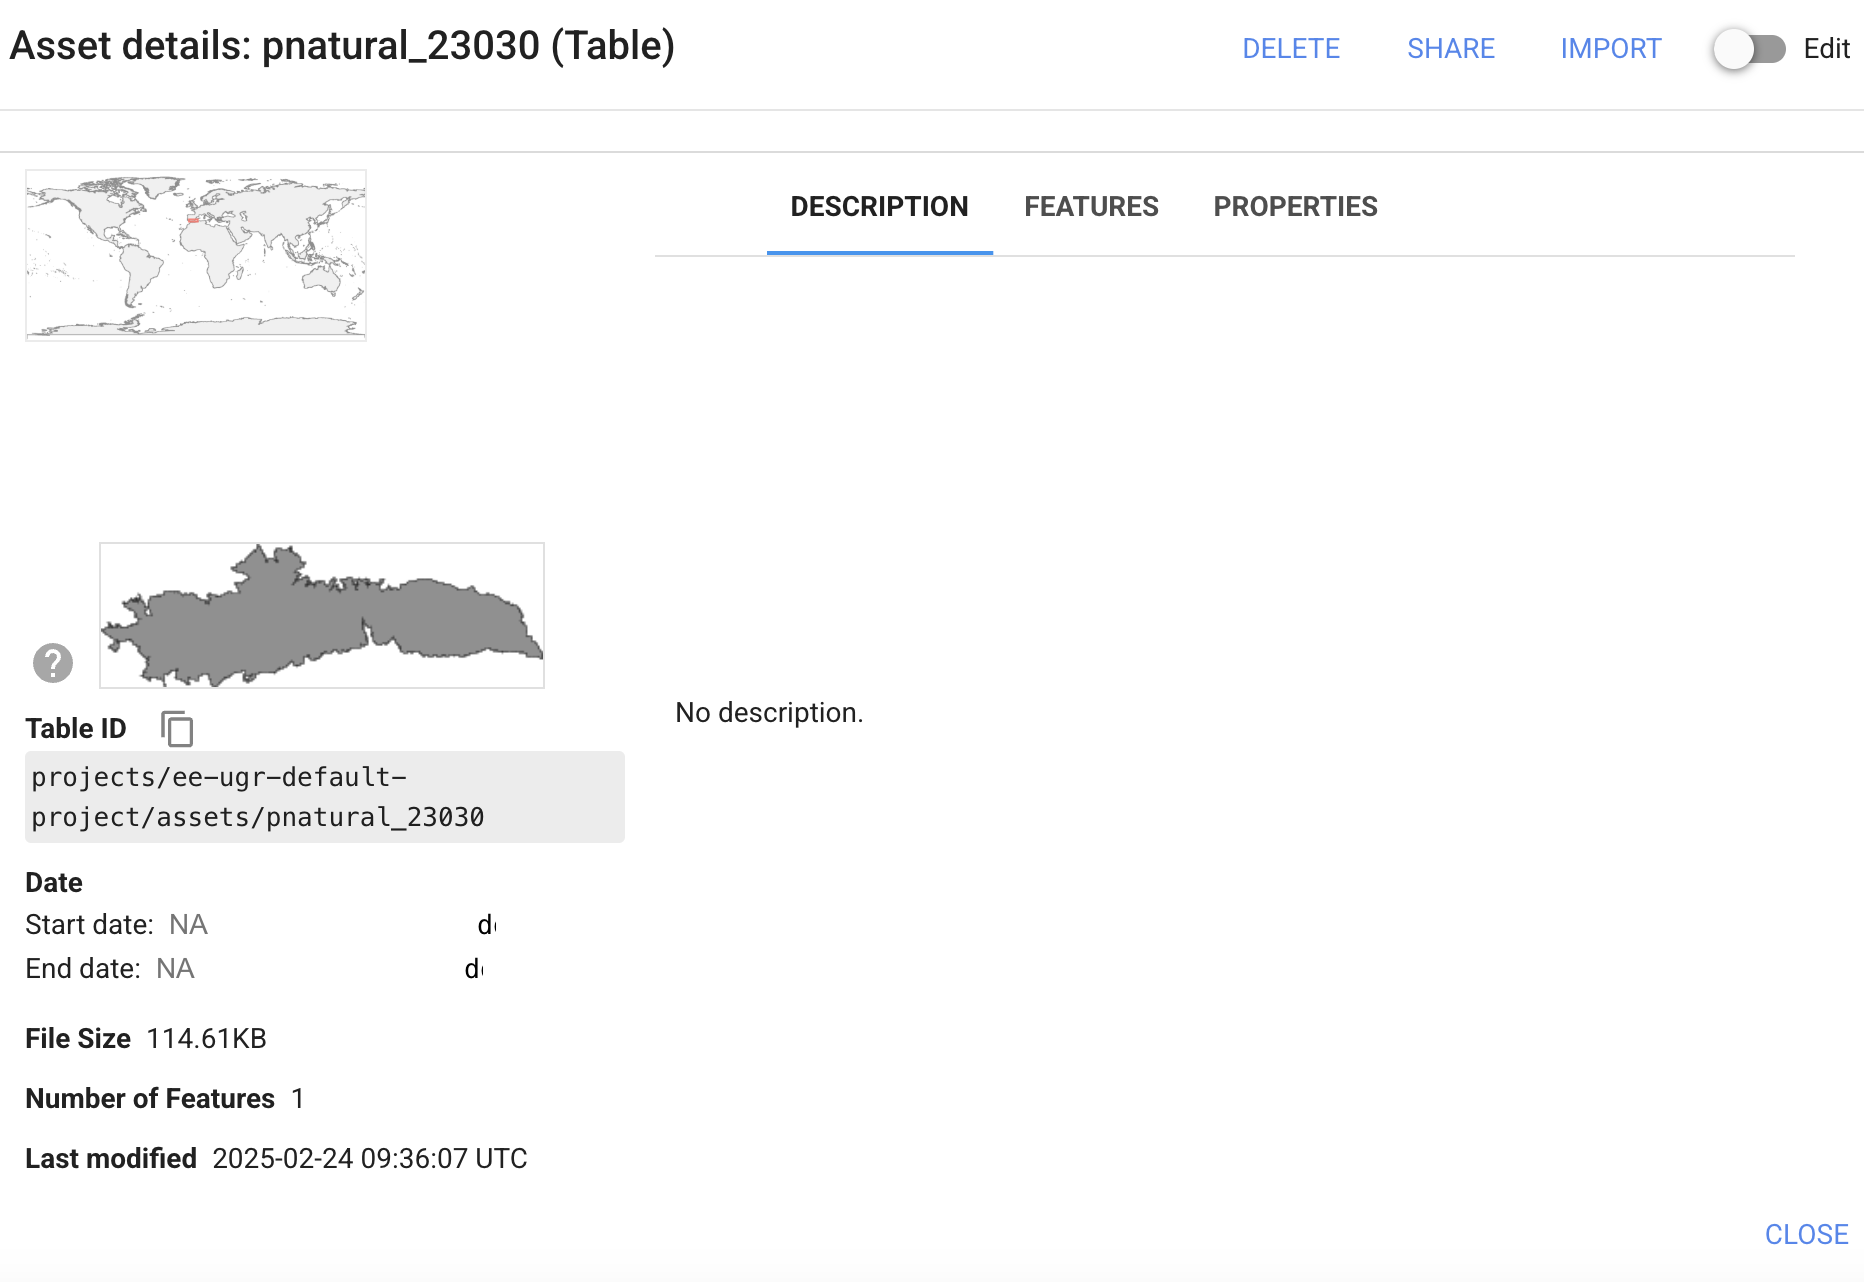 Asset details: pnatural_23030 (Table)
DELETE
SHARE
IMPORT
Edit
DESCRIPTION
FEATURES
PROPERTIES
?
Table ID
projects/ee-ugr-default-
project/assets/pnatural_23030
Date
Start date: NA
End date: NA
File Size 114.61KB
Number of Features 1
Last modified 2025-02-24 09:36:07 UTC
No description.
CLOSE